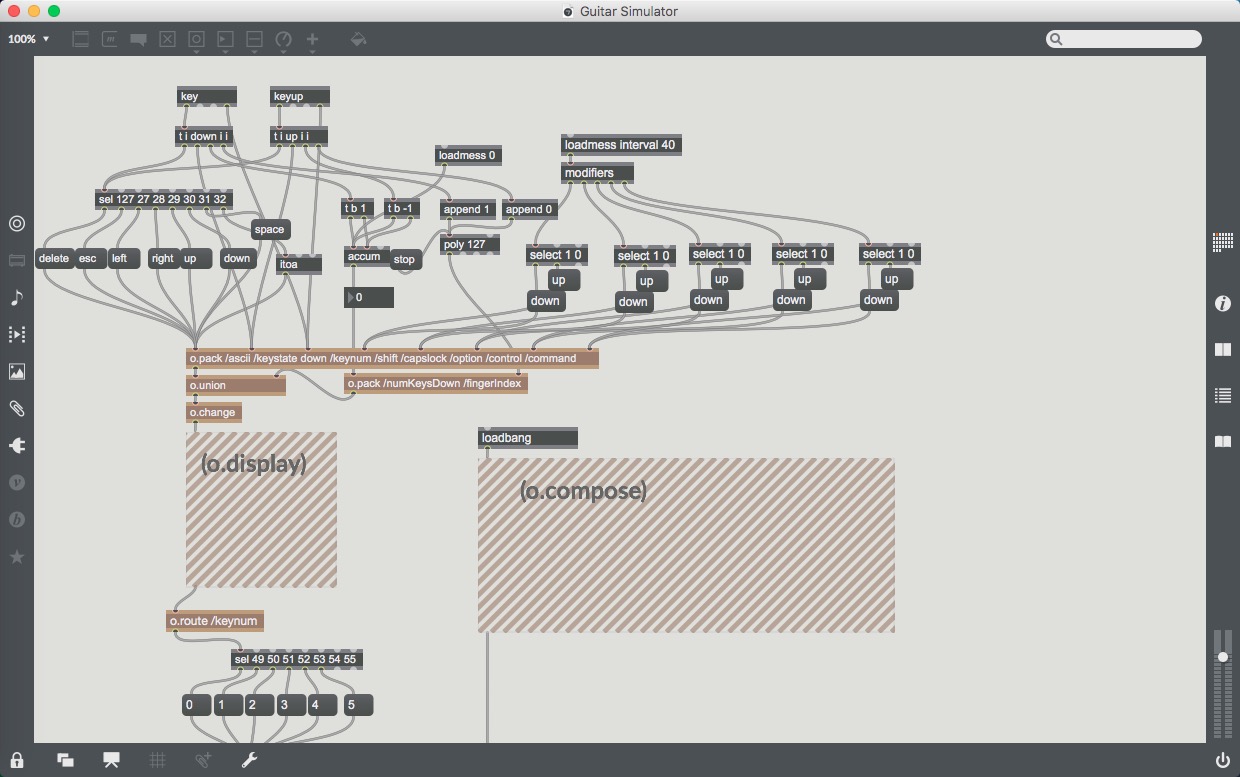 Guitar Simulator
100%
key
keyup
t i down i i
t i up i i
loadmess 0
loadmess interval 40
modifiers
sel 127 27 28 29 30 31 32
t b 1
t b -1
append 1
append 0
space
poly 127
delete
esc
left
right
up
down
itoa
accum
stop
select 1 0
select 1 0
select 1 0
select 1 0
select 1 0
up
up
up
up
up
down
down
down
down
down
0
o.pack /ascii /keystate down /keynum /shift /capslock /option /control /command
o.union
o.pack /numKeysDown /fingerIndex
o.change
loadbang
(o.display)
(o.compose)
o.route /keynum
sel 49 50 51 52 53 54 55
0
1
2
3
4
5